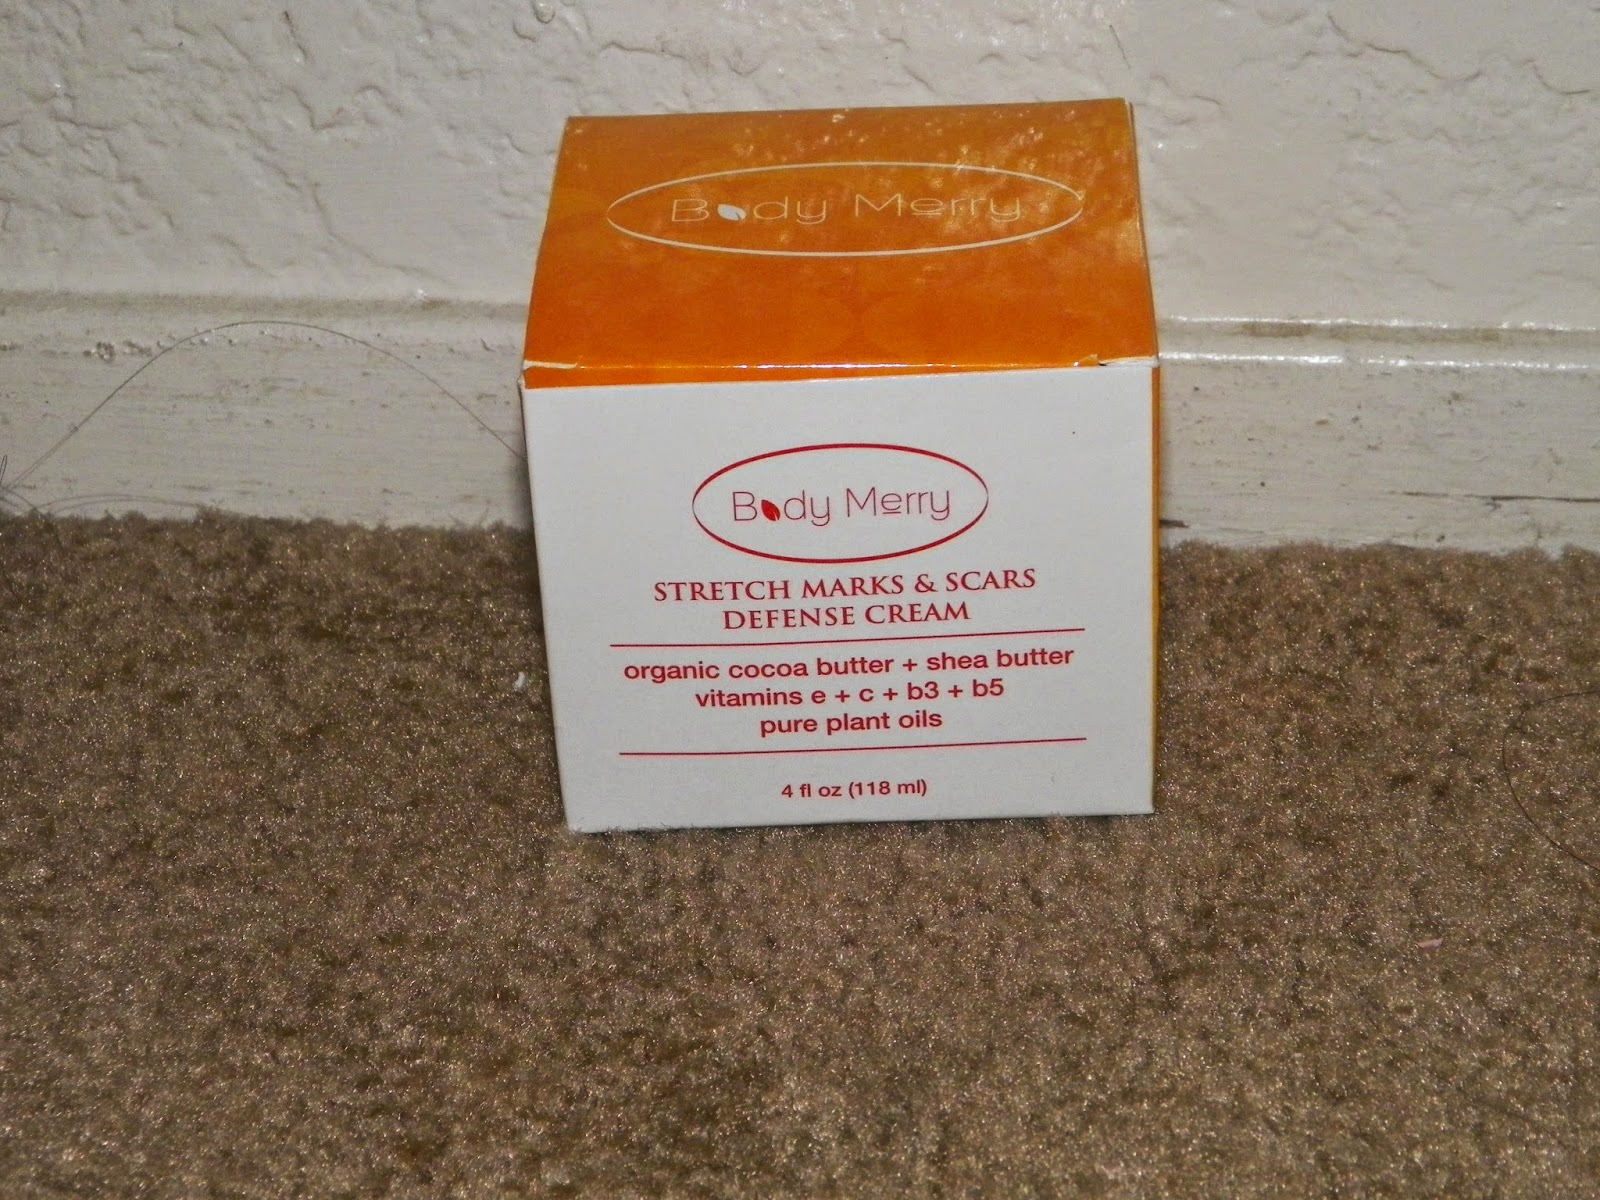 Body Merry
Body Merry
STRETCH MARKS & SCARS
DEFENSE CREAM
organic cocoa butter + shea butter
vitamins e + c + b3 + b5
pure plant oils
4 fl oz (118 ml)